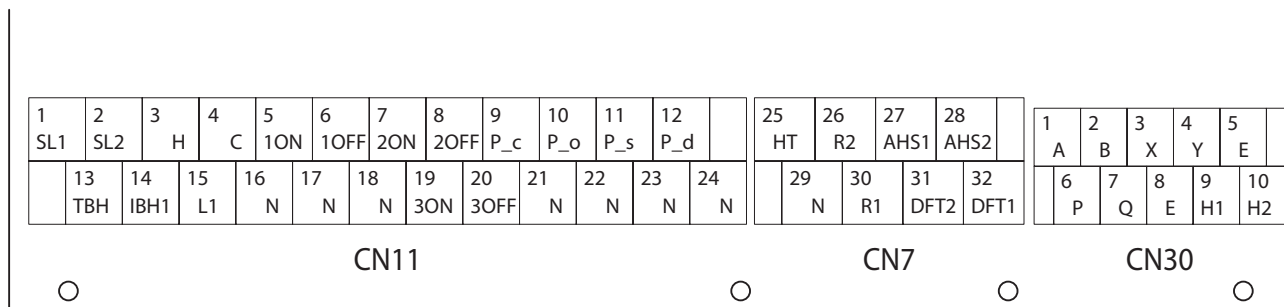 1 2 3 4 5 6 7 8 9 10 11 12
SL1 SL2 H C 1ON 1OFF 2ON 2OFF P_c P_o P_s P_d
13 14 15 16 17 18 19 20 21 22 23 24
TBH IBH1 L1 N N N 3ON 3OFF N N N N
CN11
25 26 27 28
HT R2 AHS1 AHS2
29 30 31 32
N R1 DFT2 DFT1
CN7
1 2 3 4 5
A B X Y E
6 7 8 9 10
P Q E H1 H2
CN30